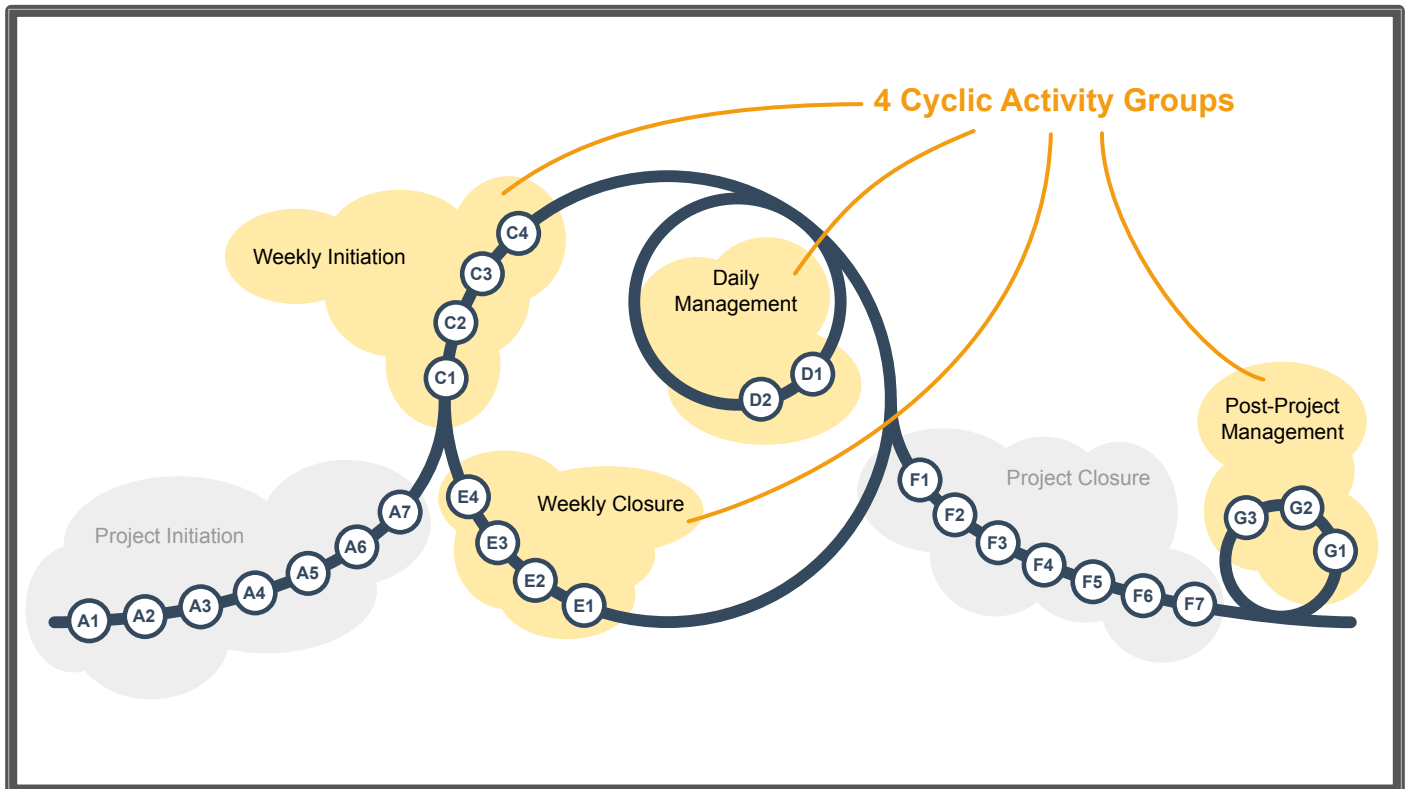 4 Cyclic Activity Groups
Weekly Initiation
C4
C3
C2
C1
Daily
Management
D1
D2
Post-Project
Management
G3
G2
G1
Project Initiation
A1
A2
A3
A4
A5
A6
A7
Weekly Closure
E4
E3
E2
E1
Project Closure
F1
F2
F3
F4
F5
F6
F7